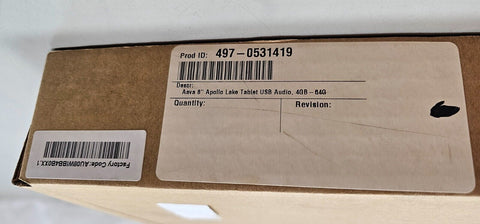 Prod ID: 497-0531419
Descr:
Aava 8" Apollo Lake Tablet USB Audio, 4GB - 64G
Quantity:
Revision:
Factory Code:AU08WIBB4B0XX.1